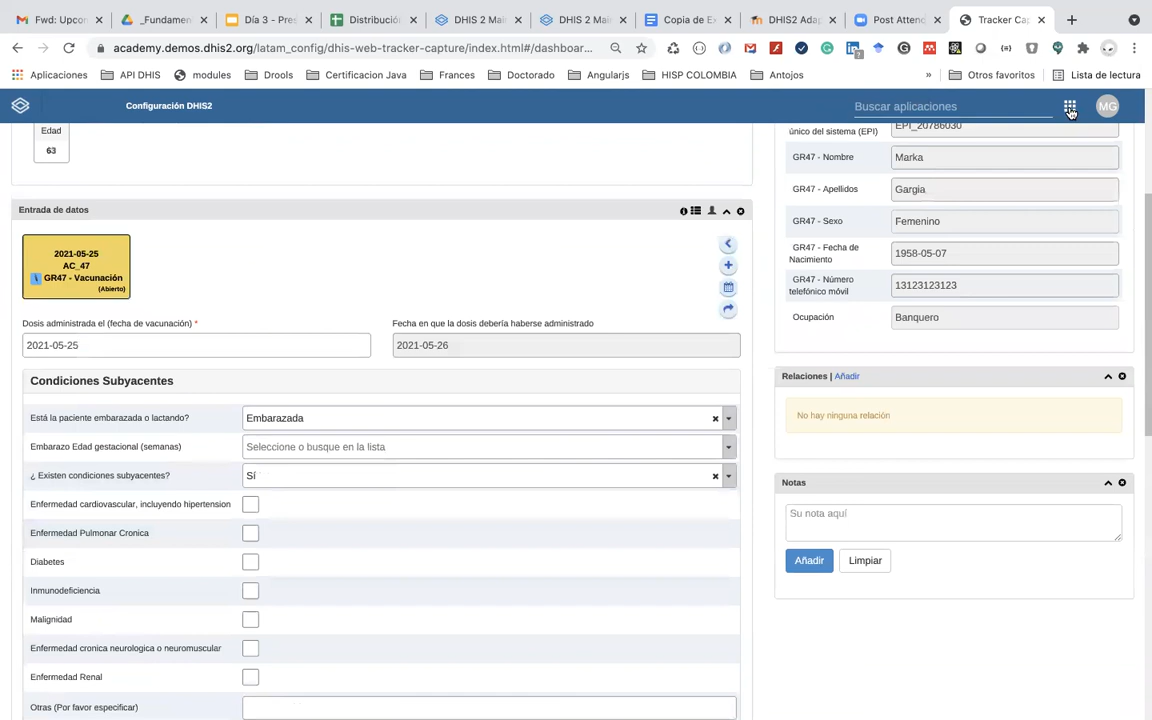 Fwd: Upcon
_Fundamen
Día 3 - Pres
Distribución
DHIS 2 Mai
DHIS 2 Mai
Copia de E
DHIS2 Adap
Post Attend
Tracker Cap
academy.demos.dhis2.org/latam_config/dhis-web-tracker-capture/index.html#/dashboar...
Aplicaciones
API DHIS
modules
Drools
Certificacion Java
Frances
Doctorado
Angularjs
HISP COLOMBIA
Antojos
»
Otros favoritos
Lista de lectura
Configuración DHIS2
Buscar aplicaciones
MG
Edad
63
Entrada de datos
2021-05-25
AC_47
GR47 - Vacunación
(Abierto)
Dosis administrada el (fecha de vacunación) *
Fecha en que la dosis debería haberse administrado
2021-05-25
2021-05-26
Condiciones Subyacentes
Está la paciente embarazada o lactando?
Embarazada
Embarazo Edad gestacional (semanas)
Seleccione o busque en la lista
¿ Existen condiciones subyacentes?
Sí
Enfermedad cardiovascular, incluyendo hipertension
Enfermedad Pulmonar Cronica
Diabetes
Inmunodeficiencia
Malignidad
Enfermedad cronica neurologica o neuromuscular
Enfermedad Renal
Otras (Por favor especificar)
único del sistema (EPI)
EPI_20786030
GR47 - Nombre
Marka
GR47 - Apellidos
Gargia
GR47 - Sexo
Femenino
GR47 - Fecha de
Nacimiento
1958-05-07
GR47 - Número
telefónico móvil
13123123123
Ocupación
Banquero
Relaciones | Añadir
No hay ninguna relación
Notas
Su nota aquí
Añadir
Limpiar